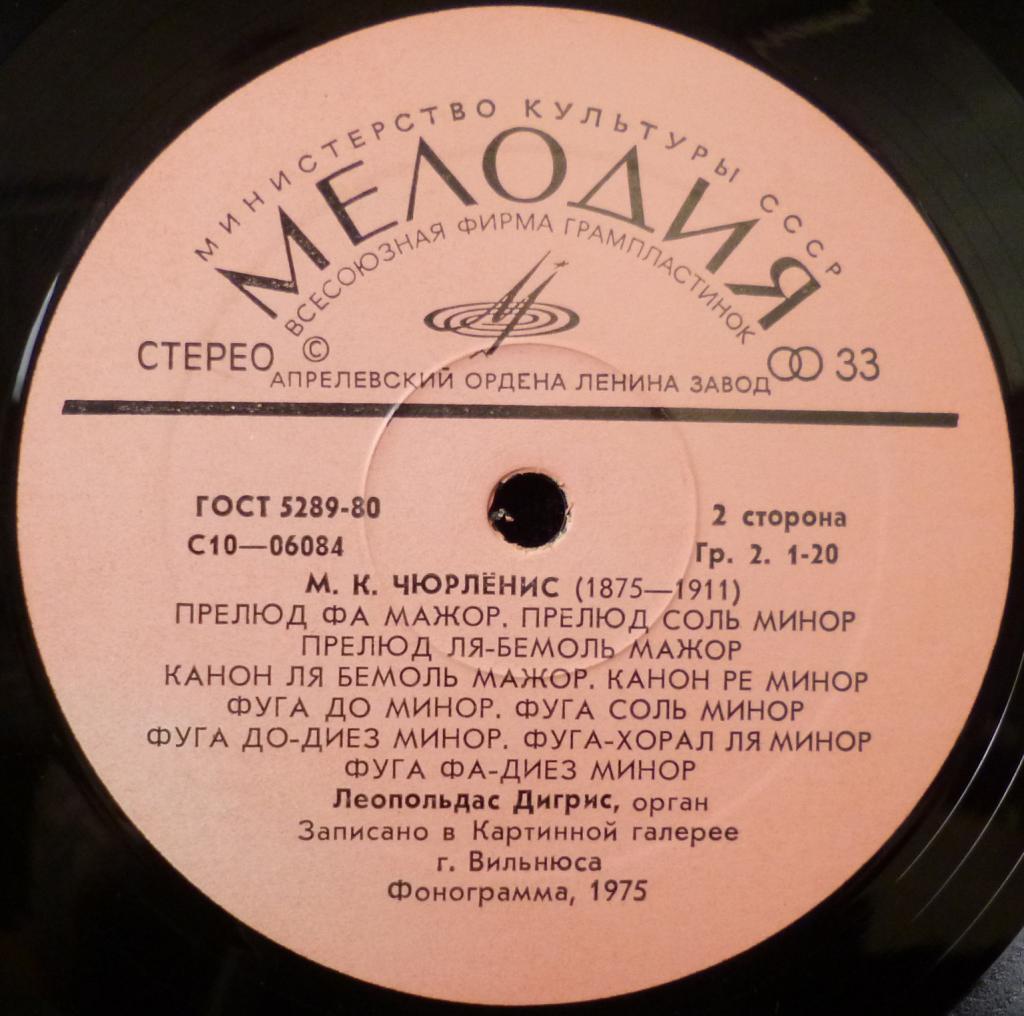 МИНИСТЕРСТВО КУЛЬТУРЫ СССР
МЕЛОДИЯ
ВСЕСОЮЗНАЯ ФИРМА ГРАМПЛАСТИНОК
СТЕРЕО © 33
АПРЕЛЕВСКИЙ ОРДЕНА ЛЕНИНА ЗАВОД
ГОСТ 5289-80
2 сторона
С10—06084
Гр. 2. 1-20
М. К. ЧЮРЛЁНИС (1875—1911)
ПРЕЛЮД ФА МАЖОР. ПРЕЛЮД СОЛЬ МИНОР
ПРЕЛЮД ЛЯ-БЕМОЛЬ МАЖОР
КАНОН ЛЯ БЕМОЛЬ МАЖОР. КАНОН РЕ МИНОР
ФУГА ДО МИНОР. ФУГА СОЛЬ МИНОР
ФУГА ДО-ДИЕЗ МИНОР. ФУГА-ХОРАЛ ЛЯ МИНОР
ФУГА ФА-ДИЕЗ МИНОР
Леопольдас Дигрис, орган
Записано в Картинной галерее
г. Вильнюса
Фонограмма, 1975